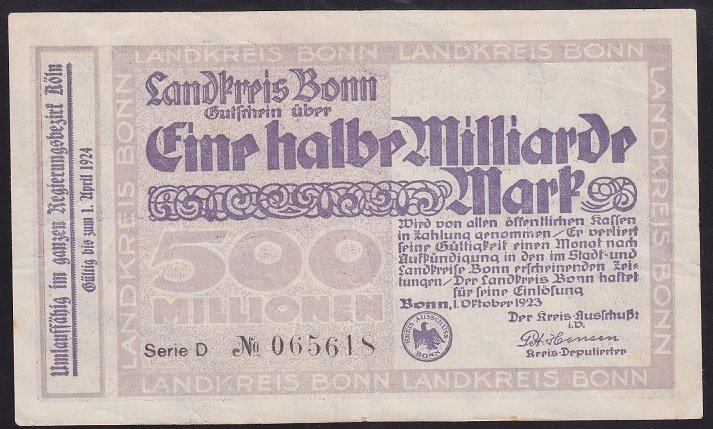 LANDKREIS BONN LANDKREIS BONN
LANDKREIS BONN
LANDKREIS BONN
Umlauffähig im ganzen Regierungsbezirk Köln
Gültig bis zum 1. April 1924
Landkreis Bonn
Gutschein über
Eine halbe Milliarde
Mark
500
MILLIONEN
Wird von allen öffentlichen Kassen
in Zahlung genommen / Er verliert
seine Gültigkeit einen Monat nach
Aufkündigung in den im Stadt-und
Landkreise Bonn erscheinenden Zei-
tungen / Der Landkreis Bonn haftet
für seine Einlösung
Bonn, 1. Oktober 1923
Der Kreis-Ausschuß:
i.V.
Kreis-Deputierter
KREIS-AUSSCHUSS
BONN
Serie D № 065618
LANDKREIS BONN LANDKREIS BONN